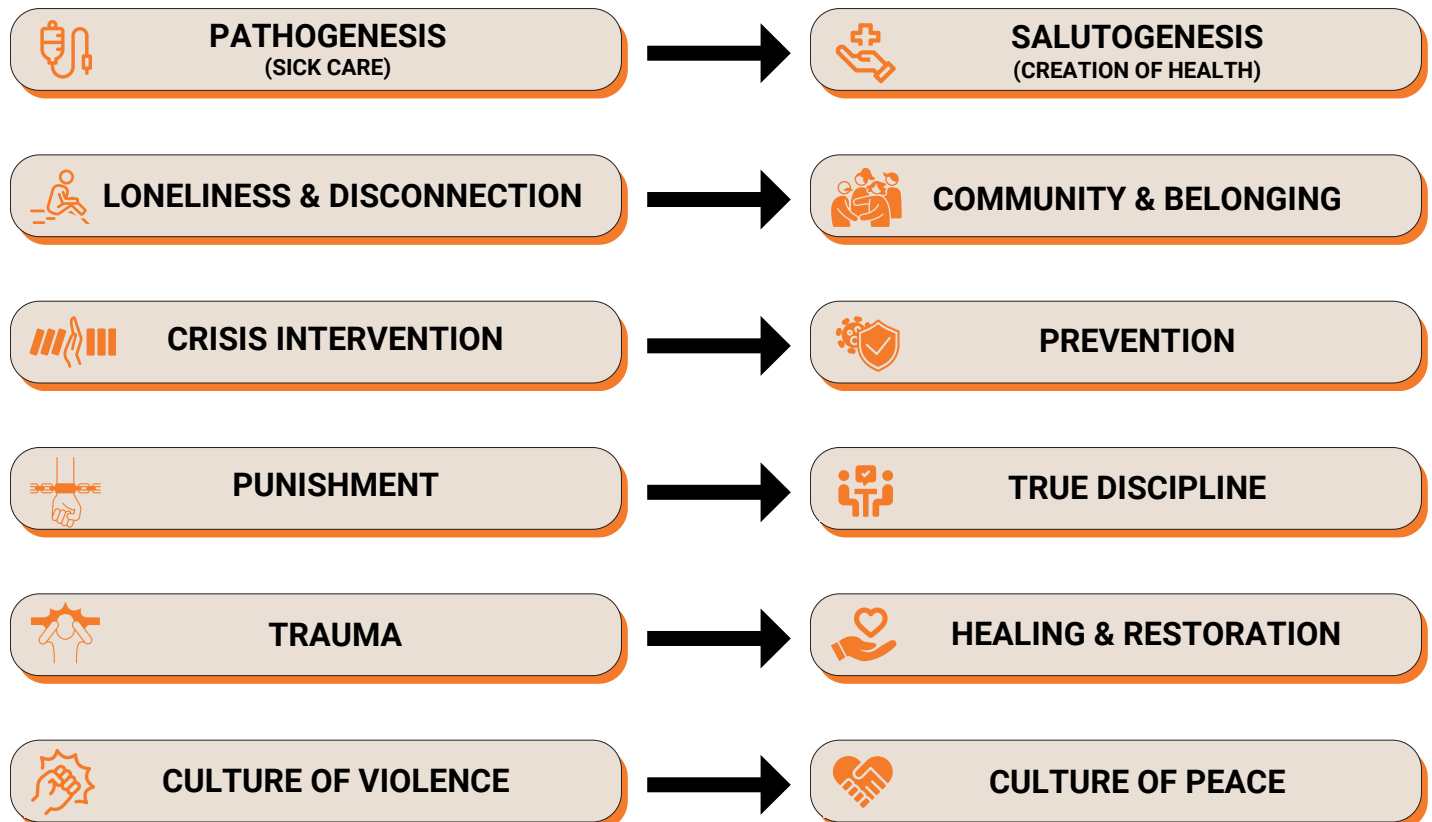 PATHOGENESIS
(SICK CARE)
SALUTOGENESIS
(CREATION OF HEALTH)
LONELINESS & DISCONNECTION
COMMUNITY & BELONGING
CRISIS INTERVENTION
PREVENTION
PUNISHMENT
TRUE DISCIPLINE
TRAUMA
HEALING & RESTORATION
CULTURE OF VIOLENCE
CULTURE OF PEACE